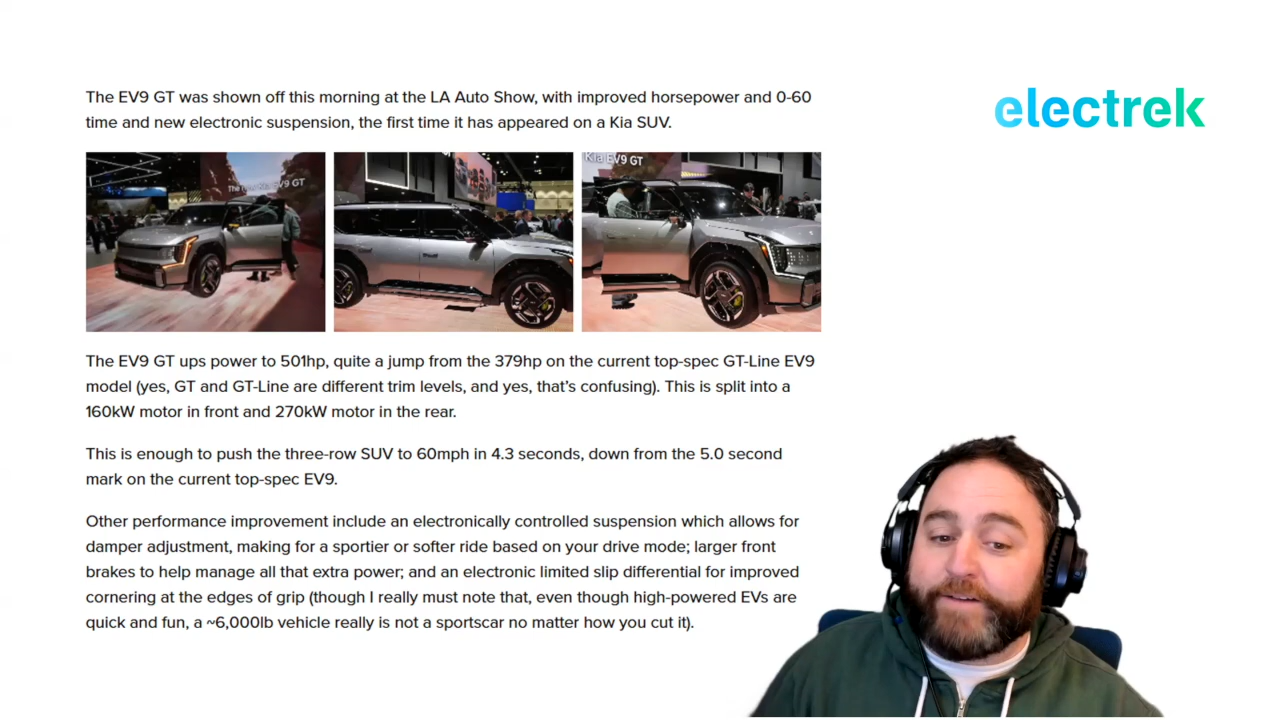 electrek
The EV9 GT was shown off this morning at the LA Auto Show, with improved horsepower and 0-60
time and new electronic suspension, the first time it has appeared on a Kia SUV.
The new Kia EV9 GT
Kia EV9 GT
The EV9 GT ups power to 501hp, quite a jump from the 379hp on the current top-spec GT-Line EV9
model (yes, GT and GT-Line are different trim levels, and yes, that's confusing). This is split into a
160kW motor in front and 270kW motor in the rear.
This is enough to push the three-row SUV to 60mph in 4.3 seconds, down from the 5.0 second
mark on the current top-spec EV9.
Other performance improvement include an electronically controlled suspension which allows for
damper adjustment, making for a sportier or softer ride based on your drive mode; larger front
brakes to help manage all that extra power; and an electronic limited slip differential for improved
cornering at the edges of grip (though I really must note that, even though high-powered EVs are
quick and fun, a ~6,000lb vehicle really is not a sportscar no matter how you cut it).